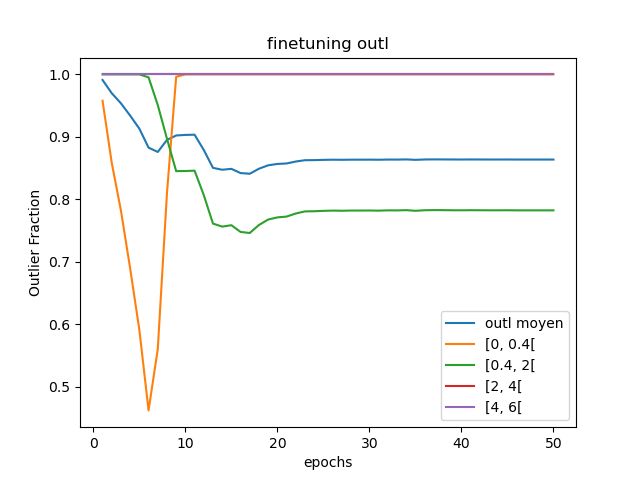 finetuning outl
Outlier Fraction
1.0
0.9
0.8
0.7
0.6
0.5
outl moyen
[0, 0.4[
[0.4, 2[
[2, 4[
[4, 6[
0 10 20 30 40 50
epochs